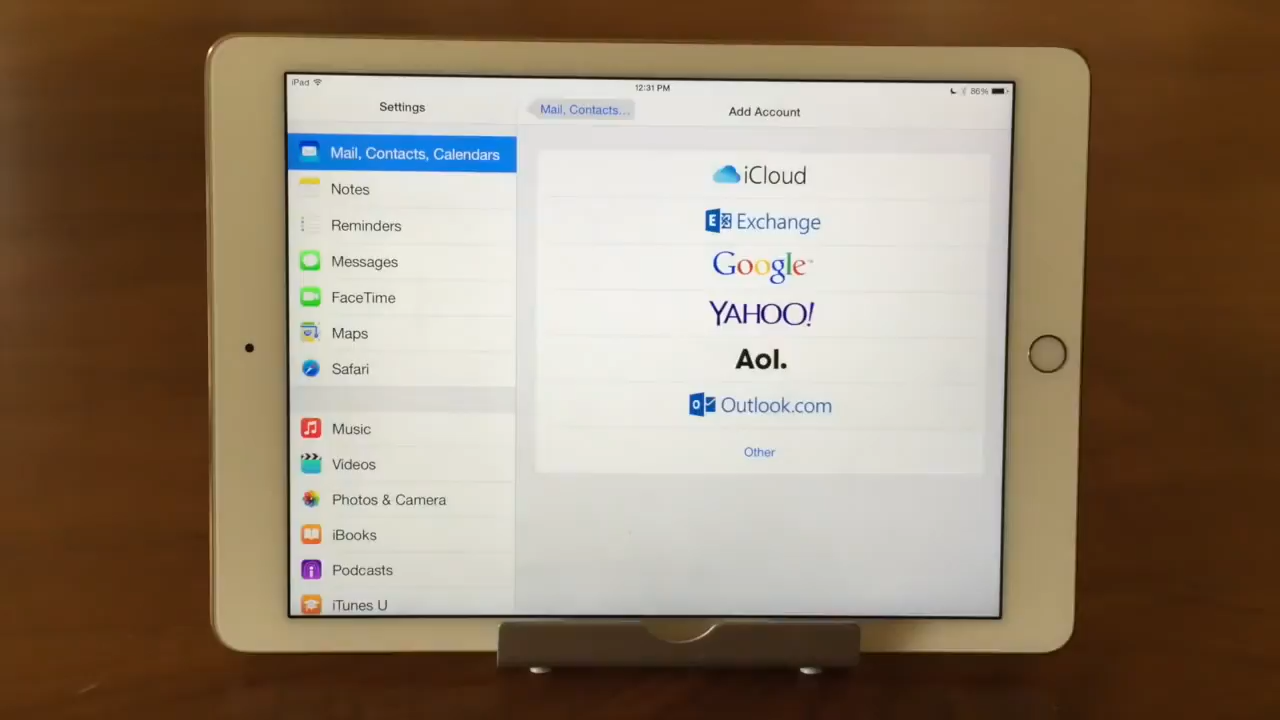 iPad
12:31 PM
86%
Settings
Mail, Contacts...
Add Account
Mail, Contacts, Calendars
Notes
Reminders
Messages
FaceTime
Maps
Safari
Music
Videos
Photos & Camera
iBooks
Podcasts
iTunes U
iCloud
E Exchange
Google™
YAHOO!
Aol.
o Outlook.com
Other